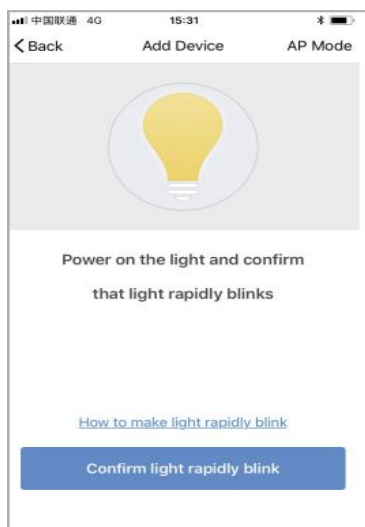 中国联通 4G 15:31
Back Add Device AP Mode
Power on the light and confirm
that light rapidly blinks
How to make light rapidly blink
Confirm light rapidly blink